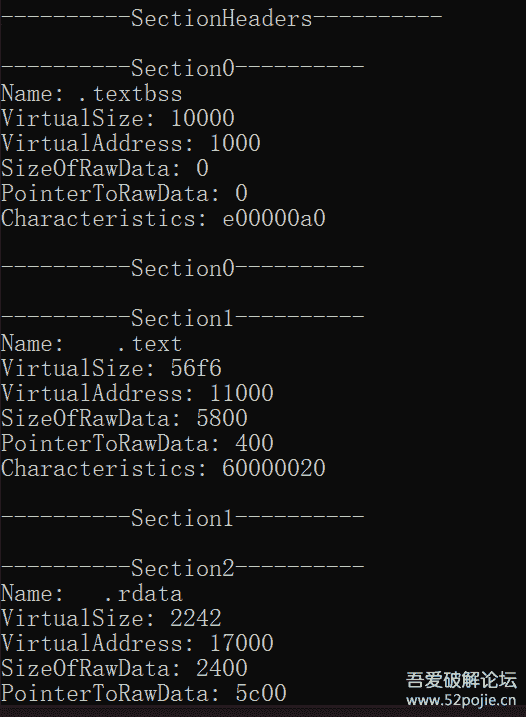 ----------SectionHeaders----------
----------Section0----------
Name: .textbss
VirtualSize: 10000
VirtualAddress: 1000
SizeOfRawData: 0
PointerToRawData: 0
Characteristics: e00000a0
----------Section0----------
----------Section1----------
Name:    .text
VirtualSize: 56f6
VirtualAddress: 11000
SizeOfRawData: 5800
PointerToRawData: 400
Characteristics: 60000020
----------Section1----------
----------Section2----------
Name:   .rdata
VirtualSize: 2242
VirtualAddress: 17000
SizeOfRawData: 2400
PointerToRawData: 5c00
吾爱破解论坛
www.52pojie.cn